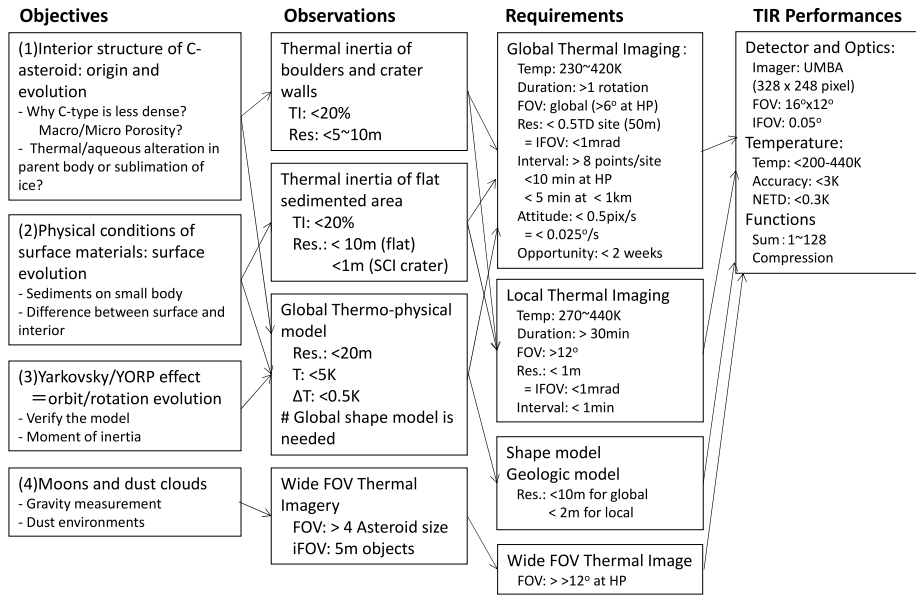 Objectives
(1)Interior structure of C-
asteroid: origin and
evolution
- Why C-type is less dense?
Macro/Micro Porosity?
- Thermal/aqueous alteration in
parent body or sublimation of
ice?
(2)Physical conditions of
surface materials: surface
evolution
- Sediments on small body
- Difference between surface and
interior
(3)Yarkovsky/YORP effect
＝orbit/rotation evolution
- Verify the model
- Moment of inertia
(4)Moons and dust clouds
- Gravity measurement
- Dust environments
Observations
Thermal inertia of
boulders and crater
walls
TI: <20%
Res: <5~10m
Thermal inertia of flat
sedimented area
TI: <20%
Res.: < 10m (flat)
<1m (SCI crater)
Global Thermo-physical
model
Res.: <20m
T: <5K
ΔT: <0.5K
# Global shape model is
needed
Wide FOV Thermal
Imagery
FOV: > 4 Asteroid size
iFOV: 5m objects
Requirements
Global Thermal Imaging：
Temp: 230~420K
Duration: >1 rotation
FOV: global (>6° at HP)
Res: < 0.5TD site (50m)
= IFOV: <1mrad
Interval: > 8 points/site
<10 min at HP
< 5 min at < 1km
Attitude: < 0.5pix/s
= < 0.025°/s
Opportunity: < 2 weeks
Local Thermal Imaging
Temp: 270~440K
Duration: > 30min
FOV: >12°
Res.: < 1m
= IFOV: <1mrad
Interval: < 1min
Shape model
Geologic model
Res.: <10m for global
< 2m for local
Wide FOV Thermal Image
FOV: > >12° at HP
TIR Performances
Detector and Optics:
Imager: UMBA
(328 x 248 pixel)
FOV: 16°x12°
IFOV: 0.05°
Temperature:
Temp: <200-440K
Accuracy: <3K
NETD: <0.3K
Functions
Sum : 1~128
Compression